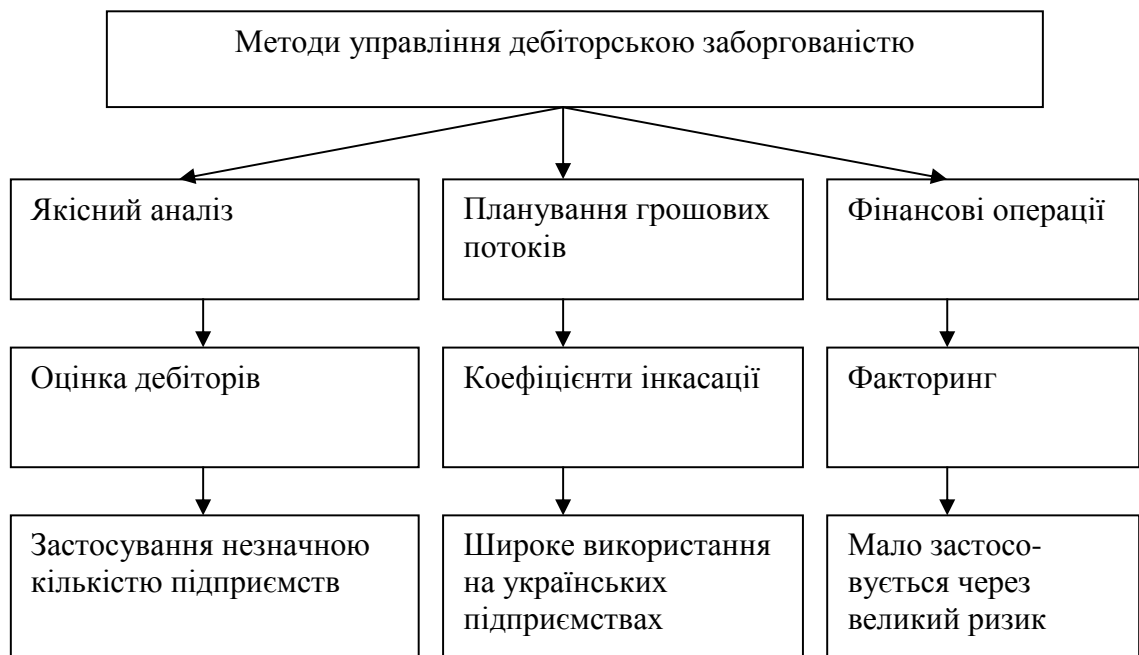 Методи управління дебіторською заборгованістю
Якісний аналіз
Планування грошових
потоків
Фінансові операції
Оцінка дебіторів
Коефіцієнти інкасації
Факторинг
Застосування незначною
кількістю підприємств
Широке використання
на українських
підприємствах
Мало застосо-
вується через
великий ризик